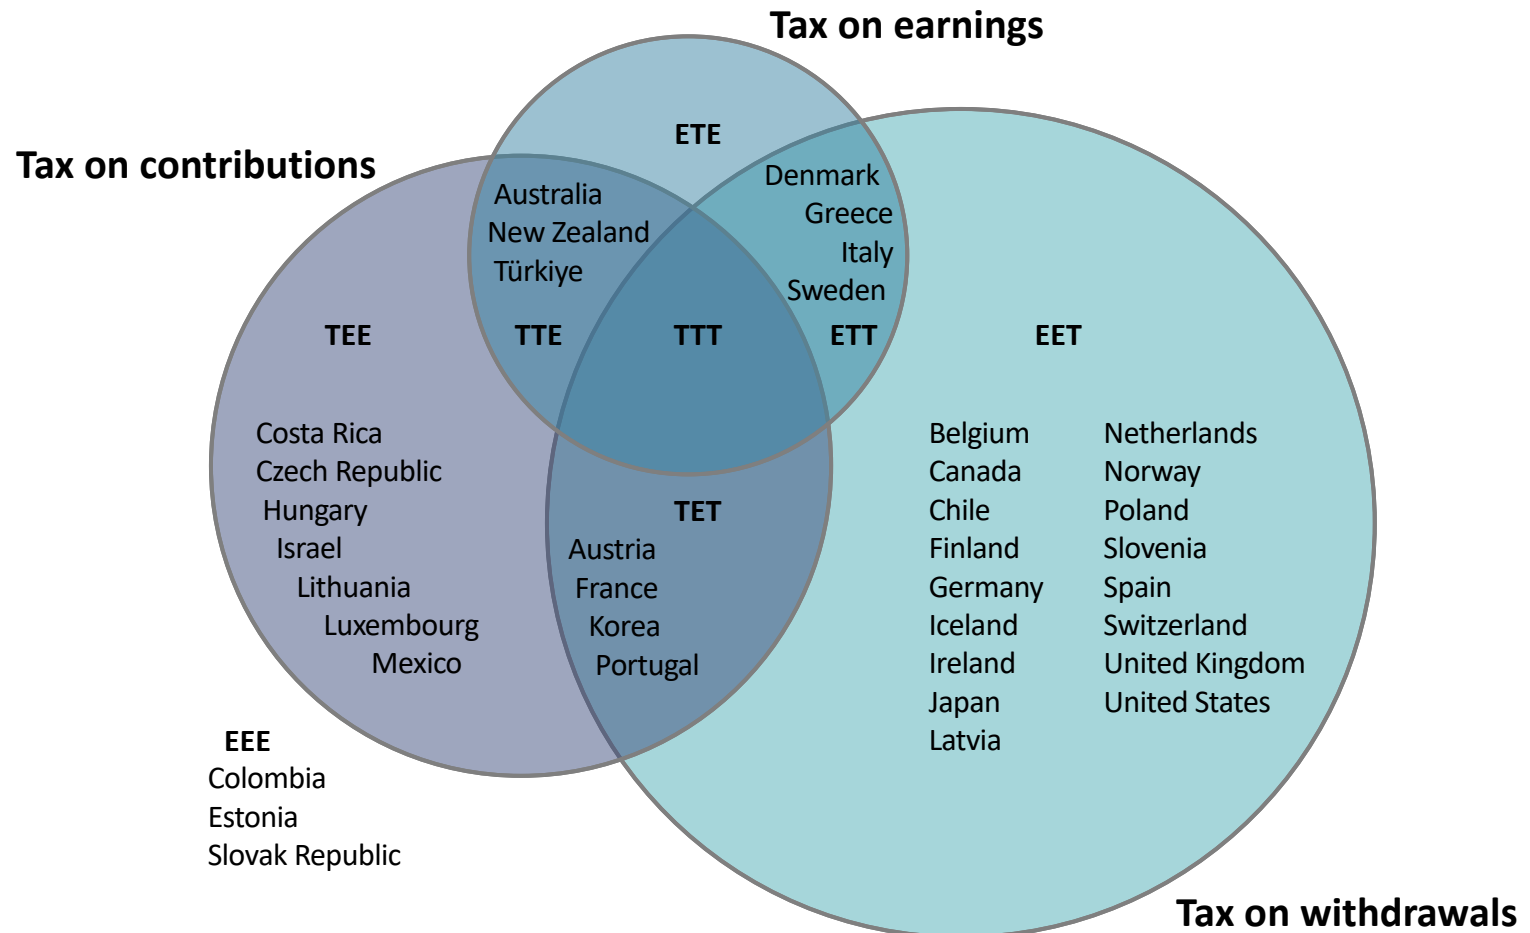 Tax on earnings
Tax on contributions
ETE
Australia
New Zealand
Türkiye
Denmark
Greece
Italy
Sweden
TEE
TTE
TTT
ETT
EET
Costa Rica
Czech Republic
Hungary
Israel
Lithuania
Luxembourg
Mexico
TET
Austria
France
Korea
Portugal
Belgium
Canada
Chile
Finland
Germany
Iceland
Ireland
Japan
Latvia
Netherlands
Norway
Poland
Slovenia
Spain
Switzerland
United Kingdom
United States
EEE
Colombia
Estonia
Slovak Republic
Tax on withdrawals